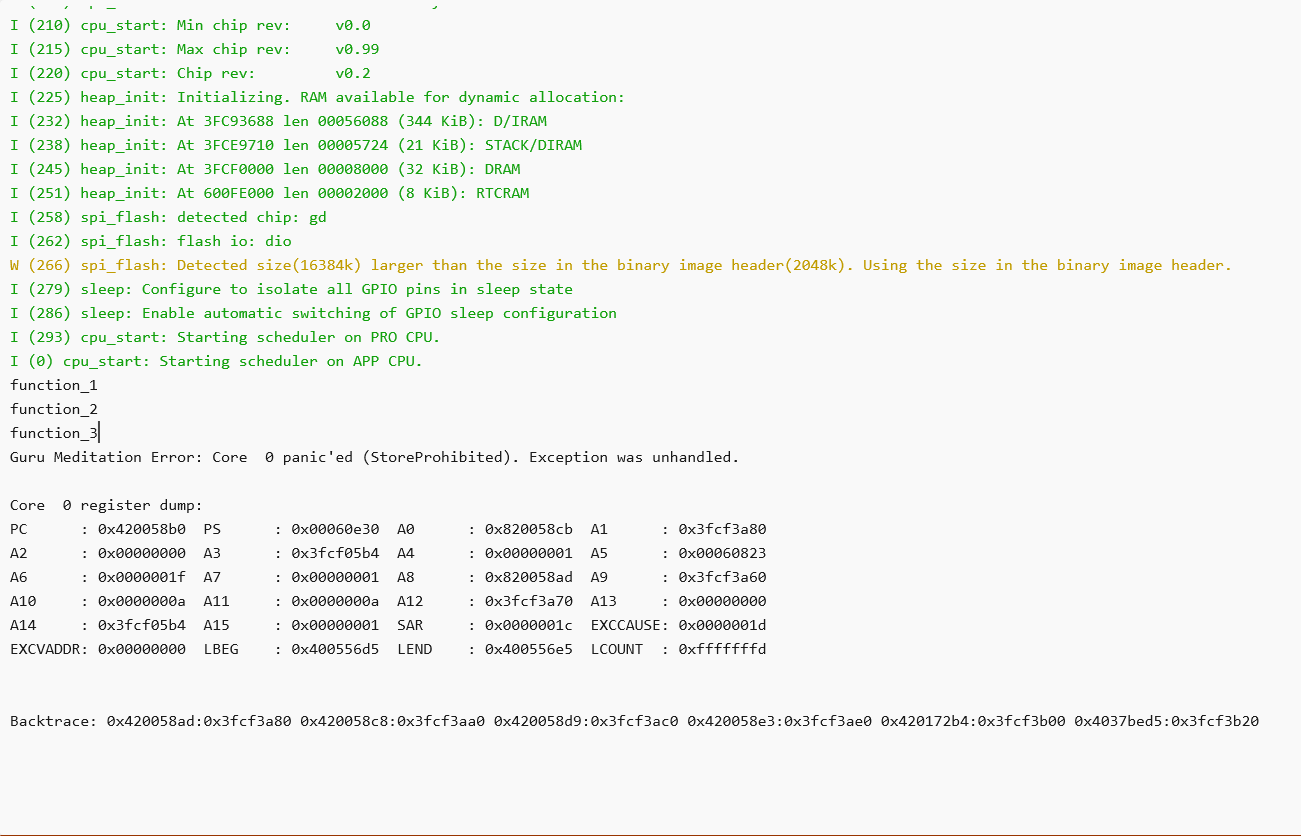 I (210) cpu_start: Min chip rev:     v0.0
I (215) cpu_start: Max chip rev:     v0.99
I (220) cpu_start: Chip rev:         v0.2
I (225) heap_init: Initializing. RAM available for dynamic allocation:
I (232) heap_init: At 3FC93688 len 00056088 (344 KiB): D/IRAM
I (238) heap_init: At 3FCE9710 len 00005724 (21 KiB): STACK/DIRAM
I (245) heap_init: At 3FCF0000 len 00008000 (32 KiB): DRAM
I (251) heap_init: At 600FE000 len 00002000 (8 KiB): RTCRAM
I (258) spi_flash: detected chip: gd
I (262) spi_flash: flash io: dio
W (266) spi_flash: Detected size(16384k) larger than the size in the binary image header(2048k). Using the size in the binary image header.
I (279) sleep: Configure to isolate all GPIO pins in sleep state
I (286) sleep: Enable automatic switching of GPIO sleep configuration
I (293) cpu_start: Starting scheduler on PRO CPU.
I (0) cpu_start: Starting scheduler on APP CPU.
function_1
function_2
function_3
Guru Meditation Error: Core  0 panic'ed (StoreProhibited). Exception was unhandled.
Core  0 register dump:
PC      : 0x420058b0  PS      : 0x00060e30  A0      : 0x820058cb  A1      : 0x3fcf3a80
A2      : 0x00000000  A3      : 0x3fcf05b4  A4      : 0x00000001  A5      : 0x00060823
A6      : 0x0000001f  A7      : 0x00000001  A8      : 0x820058ad  A9      : 0x3fcf3a60
A10     : 0x0000000a  A11     : 0x0000000a  A12     : 0x3fcf3a70  A13     : 0x00000000
A14     : 0x3fcf05b4  A15     : 0x00000001  SAR     : 0x0000001c  EXCCAUSE: 0x0000001d
EXCVADDR: 0x00000000  LBEG    : 0x400556d5  LEND    : 0x400556e5  LCOUNT  : 0xfffffffd
Backtrace: 0x420058ad:0x3fcf3a80 0x420058c8:0x3fcf3aa0 0x420058d9:0x3fcf3ac0 0x420058e3:0x3fcf3ae0 0x420172b4:0x3fcf3b00 0x4037bed5:0x3fcf3b20